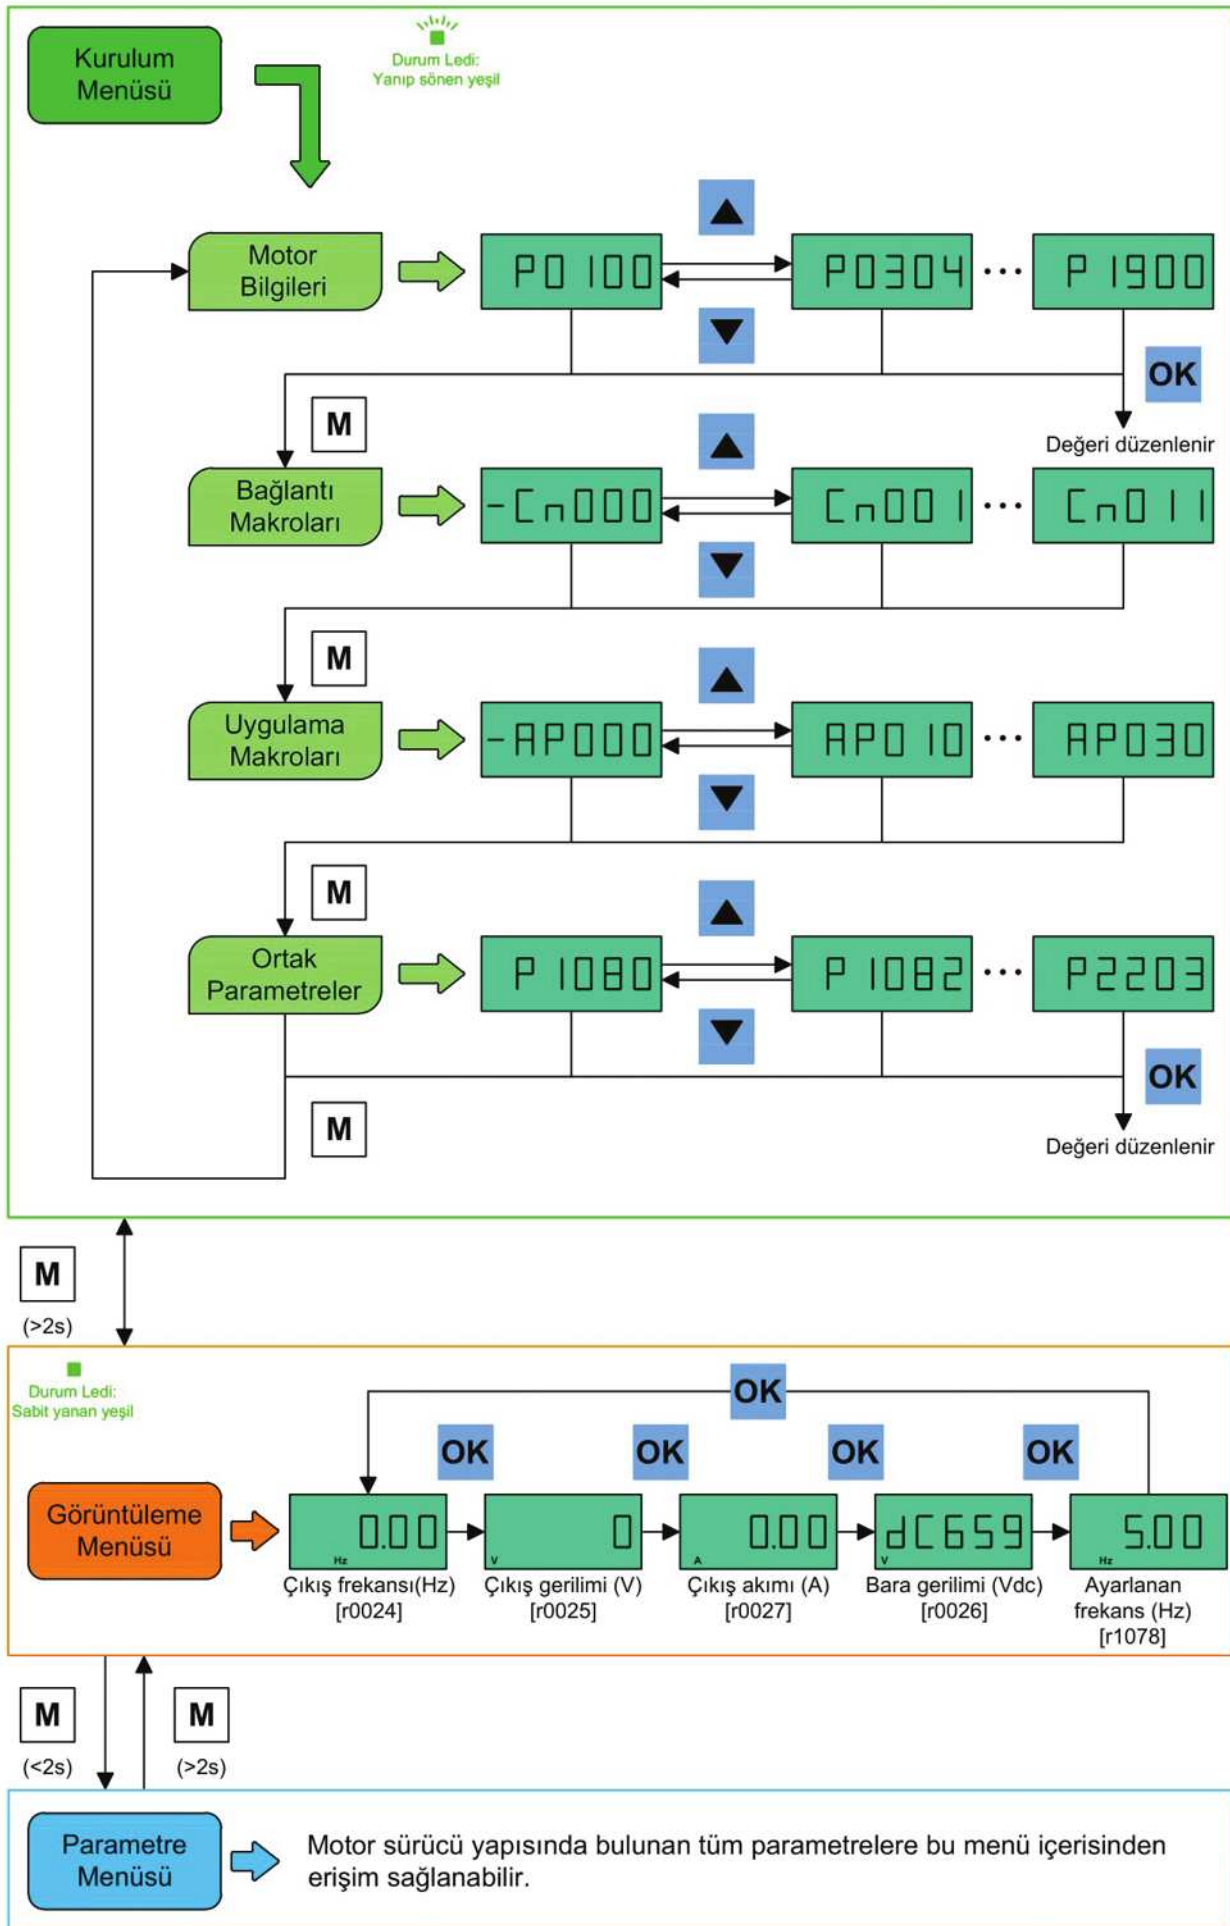 Kurulum
Menüsü
Durum Ledi:
Yanıp sönen yeşil
Motor
Bilgileri
P0100
P0304
...
P1900
OK
M
Değeri düzenlenir
Bağlantı
Makroları
-Cn000
Cn001
...
Cn011
M
Uygulama
Makroları
-AP000
AP010
...
AP030
M
Ortak
Parametreler
P1080
P1082
...
P2203
OK
M
Değeri düzenlenir
M
(>2s)
Durum Ledi:
Sabit yanan yeşil
OK
OK
OK
OK
OK
Görüntüleme
Menüsü
0.00
Hz
0
V
0.00
A
dC659
V
5.00
Hz
Çıkış frekansı(Hz)
[r0024]
Çıkış gerilimi (V)
[r0025]
Çıkış akımı (A)
[r0027]
Bara gerilimi (Vdc)
[r0026]
Ayarlanan
frekans (Hz)
[r1078]
M
(<2s)
M
(>2s)
Parametre
Menüsü
Motor sürücü yapısında bulunan tüm parametrelere bu menü içerisinden
erişim sağlanabilir.